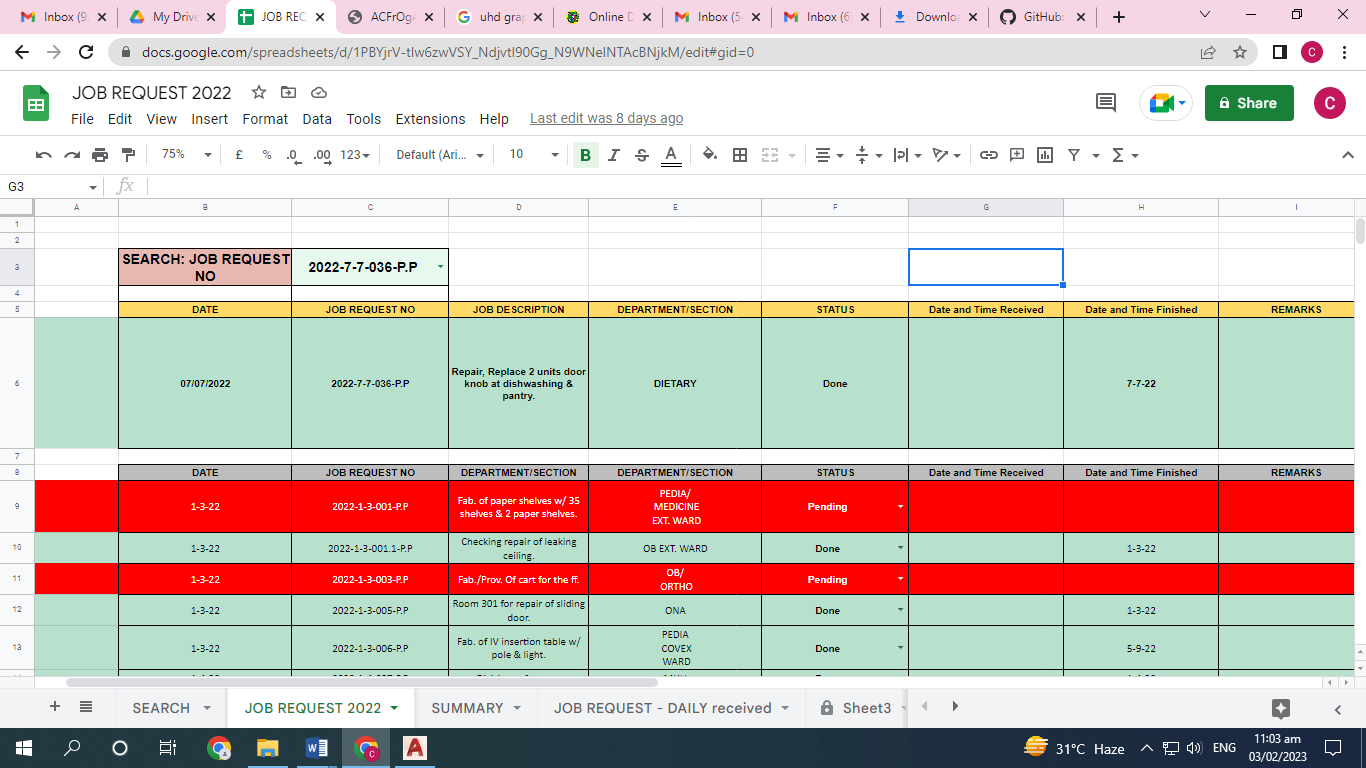 Inbox (9,
My Drive
JOB REC
ACFrOgA
uhd grap
Online D
Inbox (5
Inbox (6
Downlo
GitHub:
docs.google.com/spreadsheets/d/1PBYjrV-tlw6zwVSY_Ndjvtl90Gg_N9WNelNTAcBNjkM/edit#gid=0
C
JOB REQUEST 2022
File Edit View Insert Format Data Tools Extensions Help Last edit was 8 days ago
Share
C
75% £ % .0 .00 123 Default (Ari... 10 B I S A
G3 fx
A B C D E F G H I
1
2
3 SEARCH: JOB REQUEST
NO
2022-7-7-036-P.P
4
5 DATE JOB REQUEST NO JOB DESCRIPTION DEPARTMENT/SECTION STATUS Date and Time Received Date and Time Finished REMARKS
6 07/07/2022 2022-7-7-036-P.P
Repair, Replace 2 units door
knob at dishwashing &
pantry.
DIETARY Done 7-7-22
7
8 DATE JOB REQUEST NO DEPARTMENT/SECTION DEPARTMENT/SECTION STATUS Date and Time Received Date and Time Finished REMARKS
9 1-3-22 2022-1-3-001-P.P
Fab. of paper shelves w/ 35
shelves & 2 paper shelves.
PEDIA/
MEDICINE
EXT. WARD
Pending
10 1-3-22 2022-1-3-001.1-P.P
Checking repair of leaking
ceiling.
OB EXT. WARD Done 1-3-22
11 1-3-22 2022-1-3-003-P.P Fab./Prov. Of cart for the ff.
OB/
ORTHO
Pending
12 1-3-22 2022-1-3-005-P.P
Room 301 for repair of sliding
door.
ONA Done 1-3-22
13 1-3-22 2022-1-3-006-P.P
Fab. of IV insertion table w/
pole & light.
PEDIA
COVEX
WARD
Done 5-9-22
SEARCH JOB REQUEST 2022 SUMMARY JOB REQUEST - DAILY received Sheet3
31°C Haze ENG
11:03 am
03/02/2023